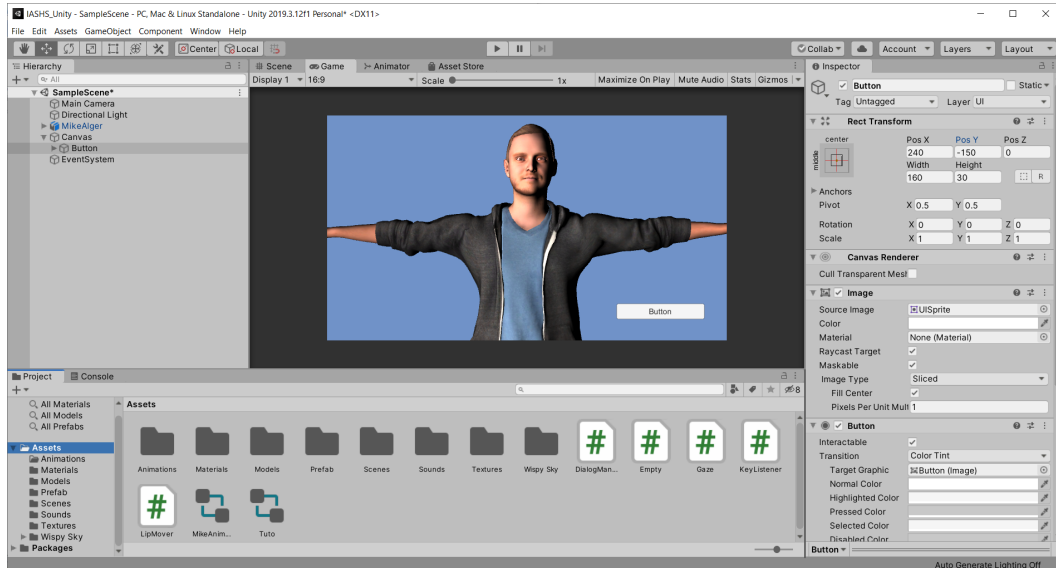 IASHS_Unity - SampleScene - PC, Mac & Linux Standalone - Unity 2019.3.12f1 Personal* <DX11>
File Edit Assets GameObject Component Window Help
Center Local Collab Account Layers Layout
Hierarchy
All
SampleScene*
Main Camera
Directional Light
MikeAlger
Canvas
Button
EventSystem
Scene Game Animator Asset Store
Display 1 16:9 Scale 1x Maximize On Play Mute Audio Stats Gizmos
Button
Inspector
Button Static
Tag Untagged Layer UI
Rect Transform
center Pos X Pos Y Pos Z
middle 240 -150 0
Width Height
160 30 R
Anchors
Pivot X 0.5 Y 0.5
Rotation X 0 Y 0 Z 0
Scale X 1 Y 1 Z 1
Canvas Renderer
Cull Transparent Mesh
Image
Source Image UISprite
Color
Material None (Material)
Raycast Target
Maskable
Image Type Sliced
Fill Center
Pixels Per Unit Mult 1
Button
Interactable
Transition Color Tint
Target Graphic Button (Image)
Normal Color
Highlighted Color
Pressed Color
Selected Color
Disabled Color
Button
Project Console
8
All Materials
All Models
All Prefabs
Assets
Animations
Materials
Models
Prefab
Scenes
Sounds
Textures
Wispy Sky
Packages
Assets
Animations Materials Models Prefab Scenes Sounds Textures Wispy Sky DialogMan... Empty Gaze KeyListener
LipMover MikeAnim... Tuto
Auto Generate Lighting Off